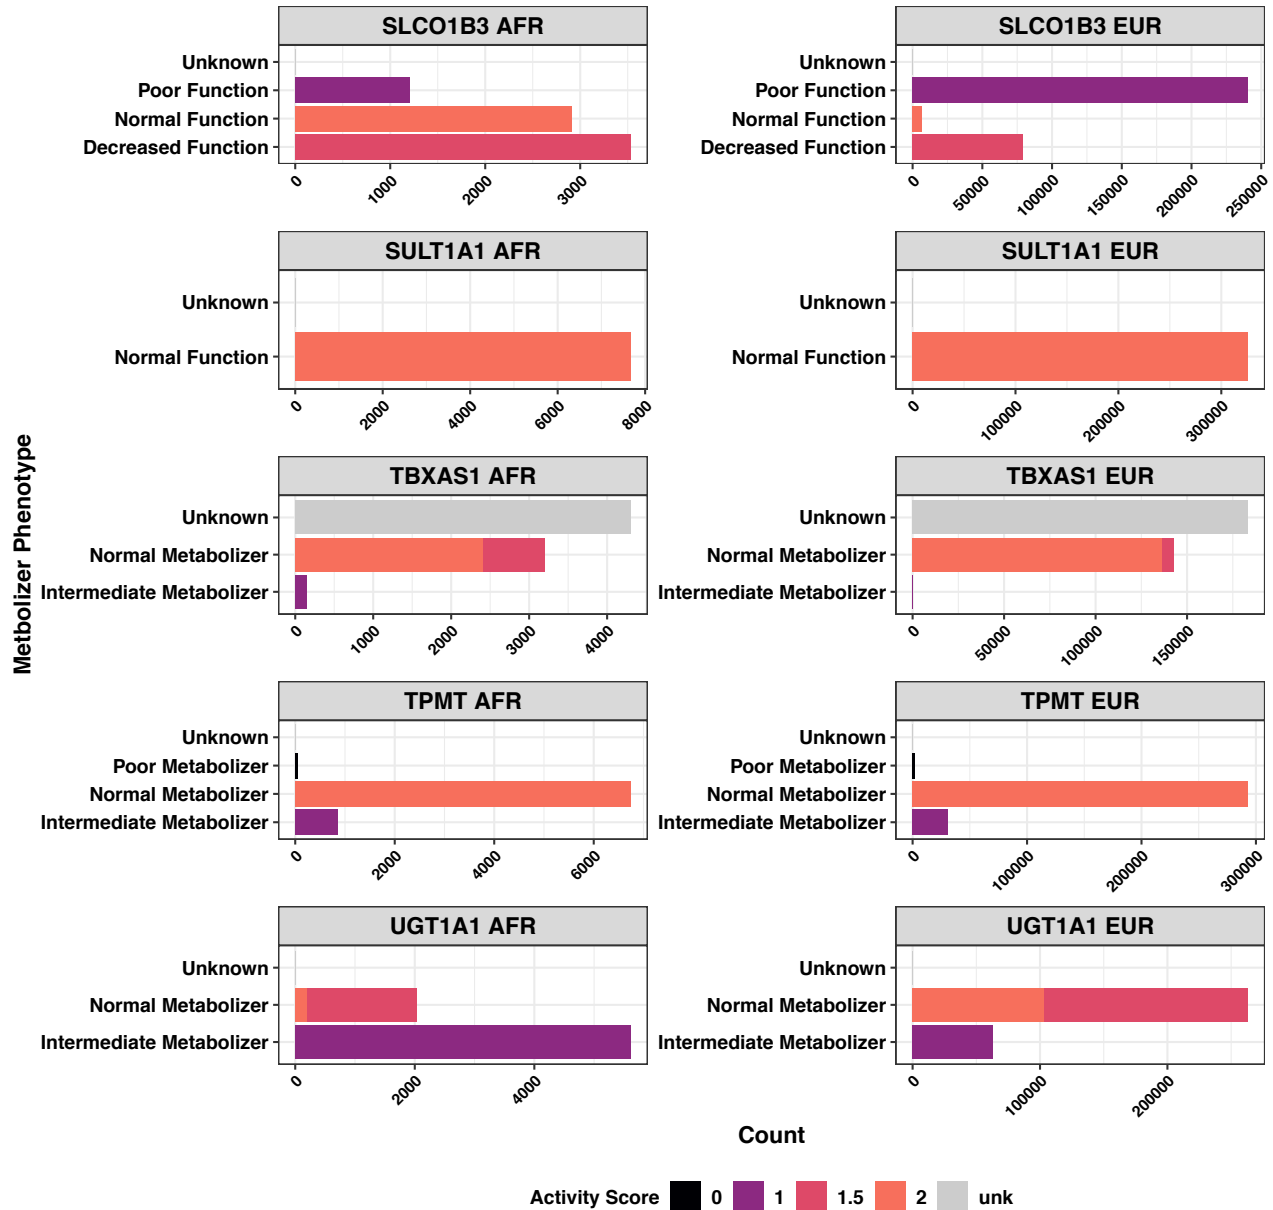 SLCO1B3 AFR
Unknown
Poor Function
Normal Function
Decreased Function
0 1000 2000 3000
SLCO1B3 EUR
Unknown
Poor Function
Normal Function
Decreased Function
0 50000 100000 150000 200000 250000
SULT1A1 AFR
Unknown
Normal Function
0 2000 4000 6000 8000
SULT1A1 EUR
Unknown
Normal Function
0 100000 200000 300000
Metbolizer Phenotype
TBXAS1 AFR
Unknown
Normal Metabolizer
Intermediate Metabolizer
0 1000 2000 3000 4000
TBXAS1 EUR
Unknown
Normal Metabolizer
Intermediate Metabolizer
0 50000 100000 150000
TPMT AFR
Unknown
Poor Metabolizer
Normal Metabolizer
Intermediate Metabolizer
0 2000 4000 6000
TPMT EUR
Unknown
Poor Metabolizer
Normal Metabolizer
Intermediate Metabolizer
0 100000 200000 300000
UGT1A1 AFR
Unknown
Normal Metabolizer
Intermediate Metabolizer
0 2000 4000
UGT1A1 EUR
Unknown
Normal Metabolizer
Intermediate Metabolizer
0 100000 200000
Count
Activity Score 0 1 1.5 2 unk